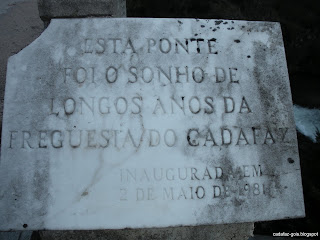 ESTA PONTE
FOI O SONHO DE
LONGOS ANOS DA
FREGUESIA DO CADAFAZ
INAUGURADA EM
2 DE MAIO DE 1981
cadafaz-gois.blogspot